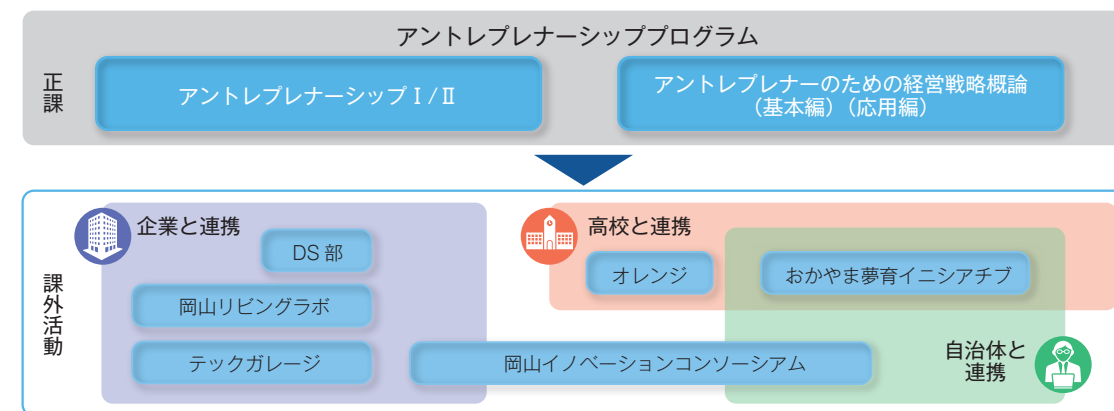 アントレプレナーシッププログラム
正課
アントレプレナーシップⅠ/Ⅱ
アントレプレナーのための経営戦略概論
（基本編）（応用編）
課外活動
企業と連携
DS 部
岡山リビングラボ
テックガレージ
高校と連携
オレンジ
おかやま夢育イニシアチブ
岡山イノベーションコンソーシアム
自治体と
連携